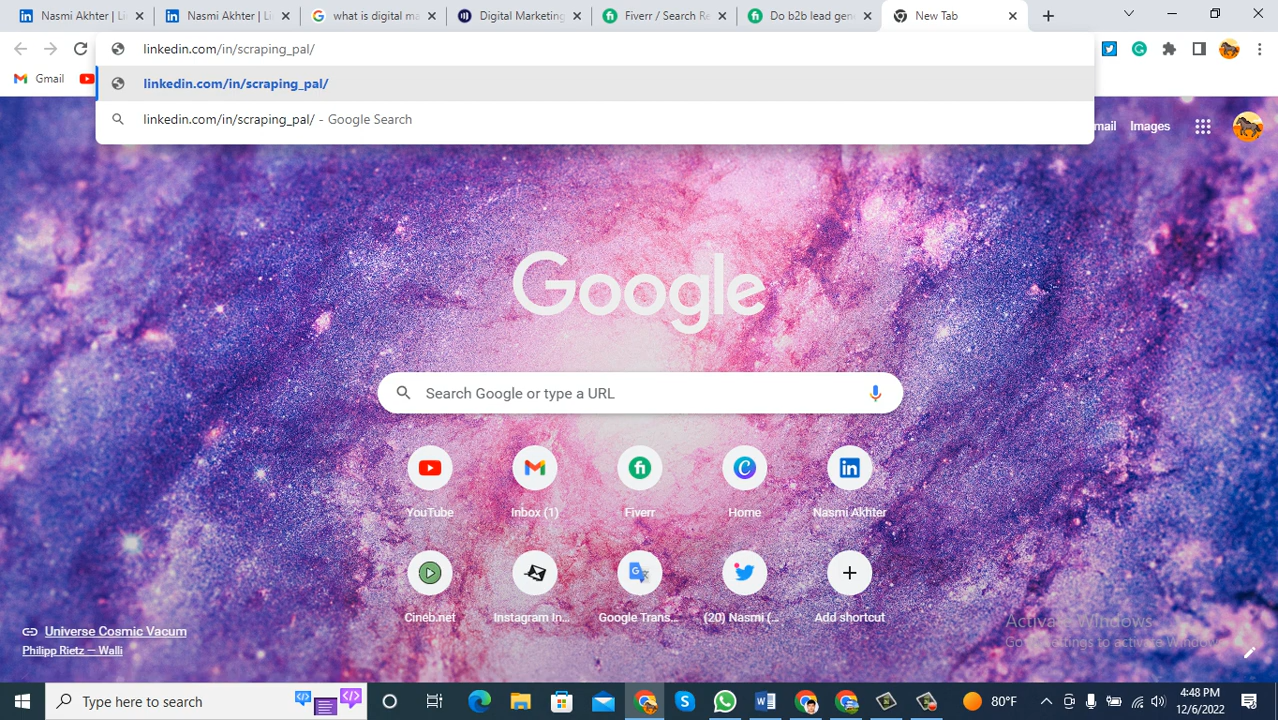 Nasmi Akhter | Li
Nasmi Akhter | Li
what is digital ma
Digital Marketing
Fiverr / Search Re
Do b2b lead gen
New Tab
linkedin.com/in/scraping_pal/
Gmail
linkedin.com/in/scraping_pal/
linkedin.com/in/scraping_pal/ - Google Search
mail
Images
Google
Search Google or type a URL
YouTube
Inbox (1)
Fiverr
Home
Nasmi Akhter
Cineb.net
Instagram In...
Google Trans...
(20) Nasmi (...
Add shortcut
Universe Cosmic Vacum
Philipp Rietz — Walli
Activate Windows
Go to Settings to activate Windows
Type here to search
80°F
4:48 PM
12/6/2022